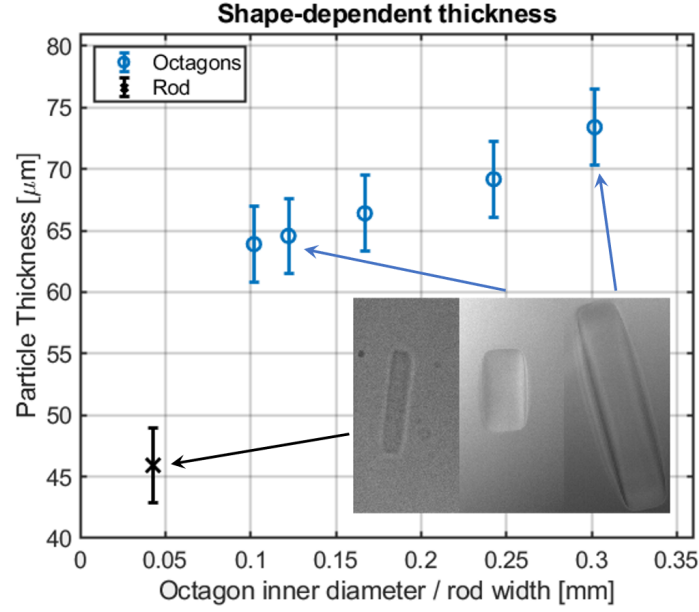 Shape-dependent thickness
80
75
70
65
60
55
50
45
40
Particle Thickness [μm]
Octagons
Rod
0 0.05 0.1 0.15 0.2 0.25 0.3 0.35
Octagon inner diameter / rod width [mm]